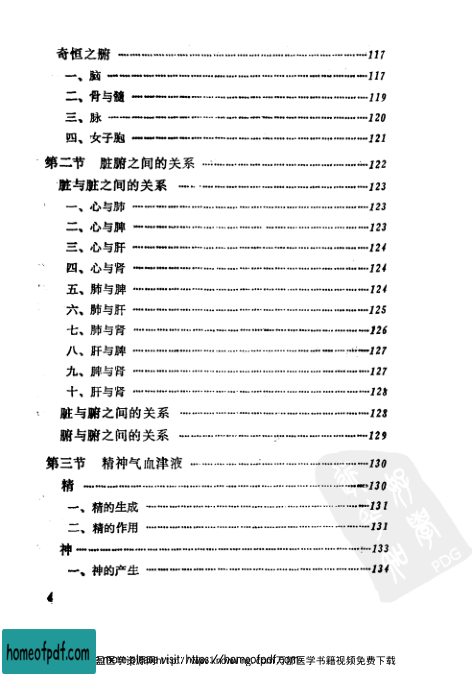 奇恒之腑 117
一、脑 117
二、骨与髓 119
三、脉 120
四、女子胞 121
第二节 脏腑之间的关系 122
脏与脏之间的关系 123
一、心与肺 123
二、心与脾 123
三、心与肝 124
四、心与肾 124
五、肺与脾 124
六、肺与肝 125
七、肺与肾 126
八、肝与脾 127
九、脾与肾 127
十、肝与肾 128
脏与腑之间的关系 128
腑与腑之间的关系 129
第三节 精神气血津液 130
精 130
一、精的生成 131
二、精的作用 131
神 133
一、神的产生 134
4
PDG
homeofpdf.com
please visit: https://homeofpdf.com
医学书籍视频免费下载